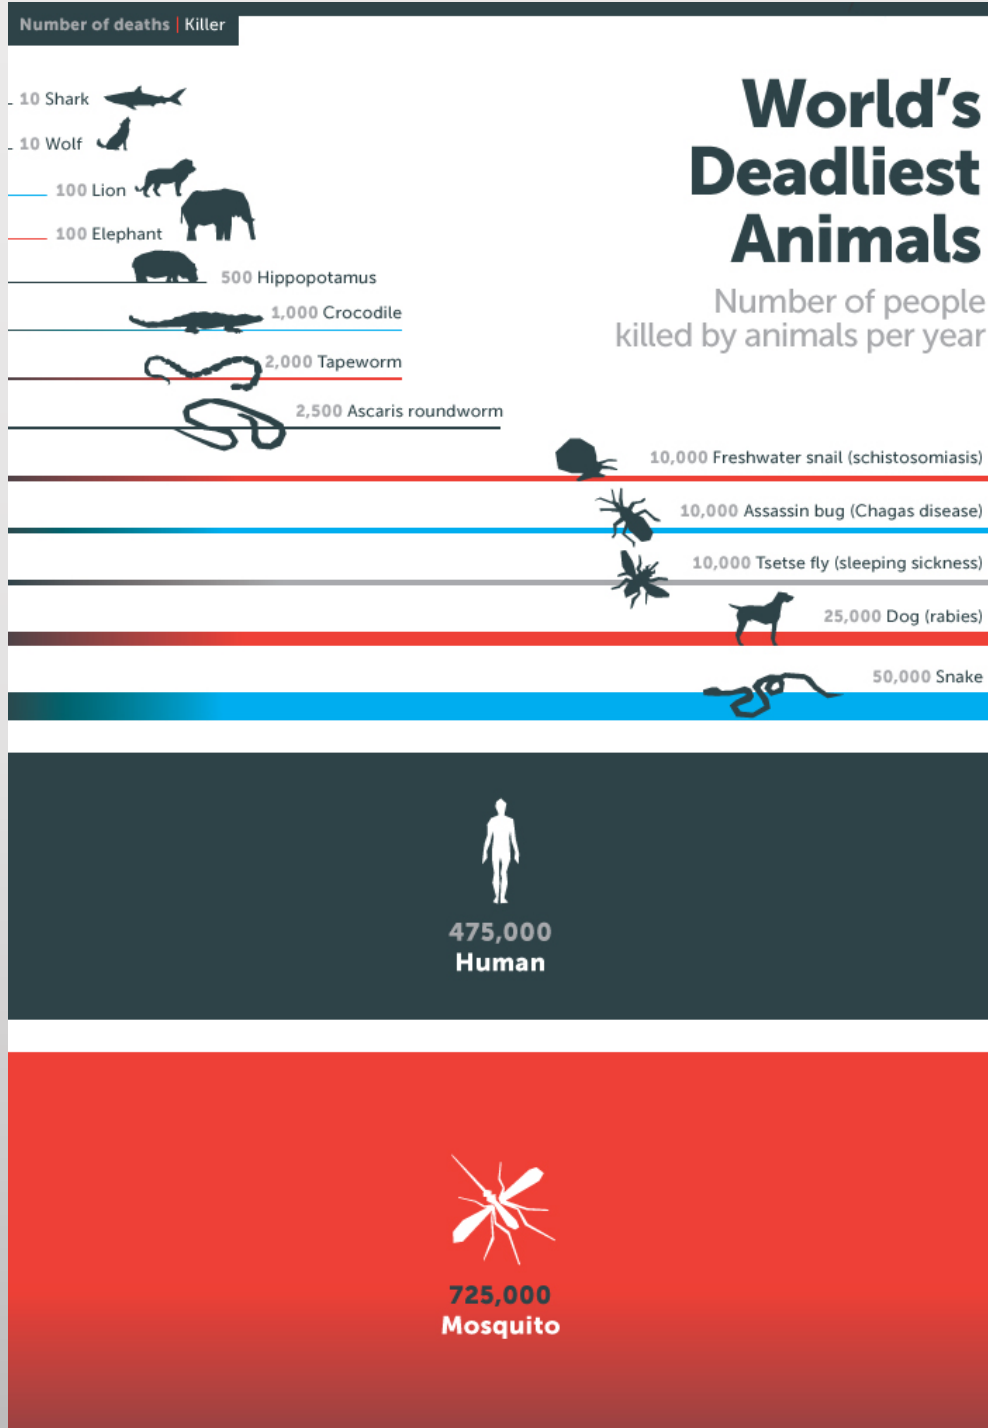 Number of deaths | Killer
10 Shark
10 Wolf
100 Lion
100 Elephant
500 Hippopotamus
1,000 Crocodile
2,000 Tapeworm
2,500 Ascaris roundworm
World's
Deadliest
Animals
Number of people
killed by animals per year
10,000 Freshwater snail (schistosomiasis)
10,000 Assassin bug (Chagas disease)
10,000 Tsetse fly (sleeping sickness)
25,000 Dog (rabies)
50,000 Snake
475,000
Human
725,000
Mosquito